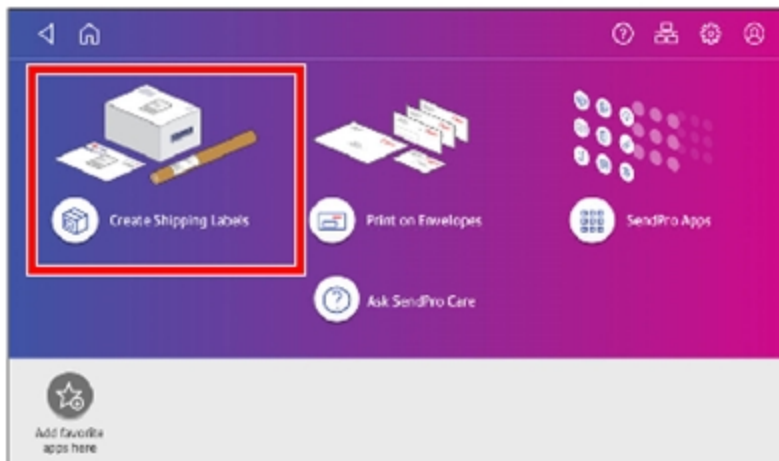 Create Shipping Labels
Print on Envelopes
SendPro Apps
Ask SendPro Care
Add favorite
apps here